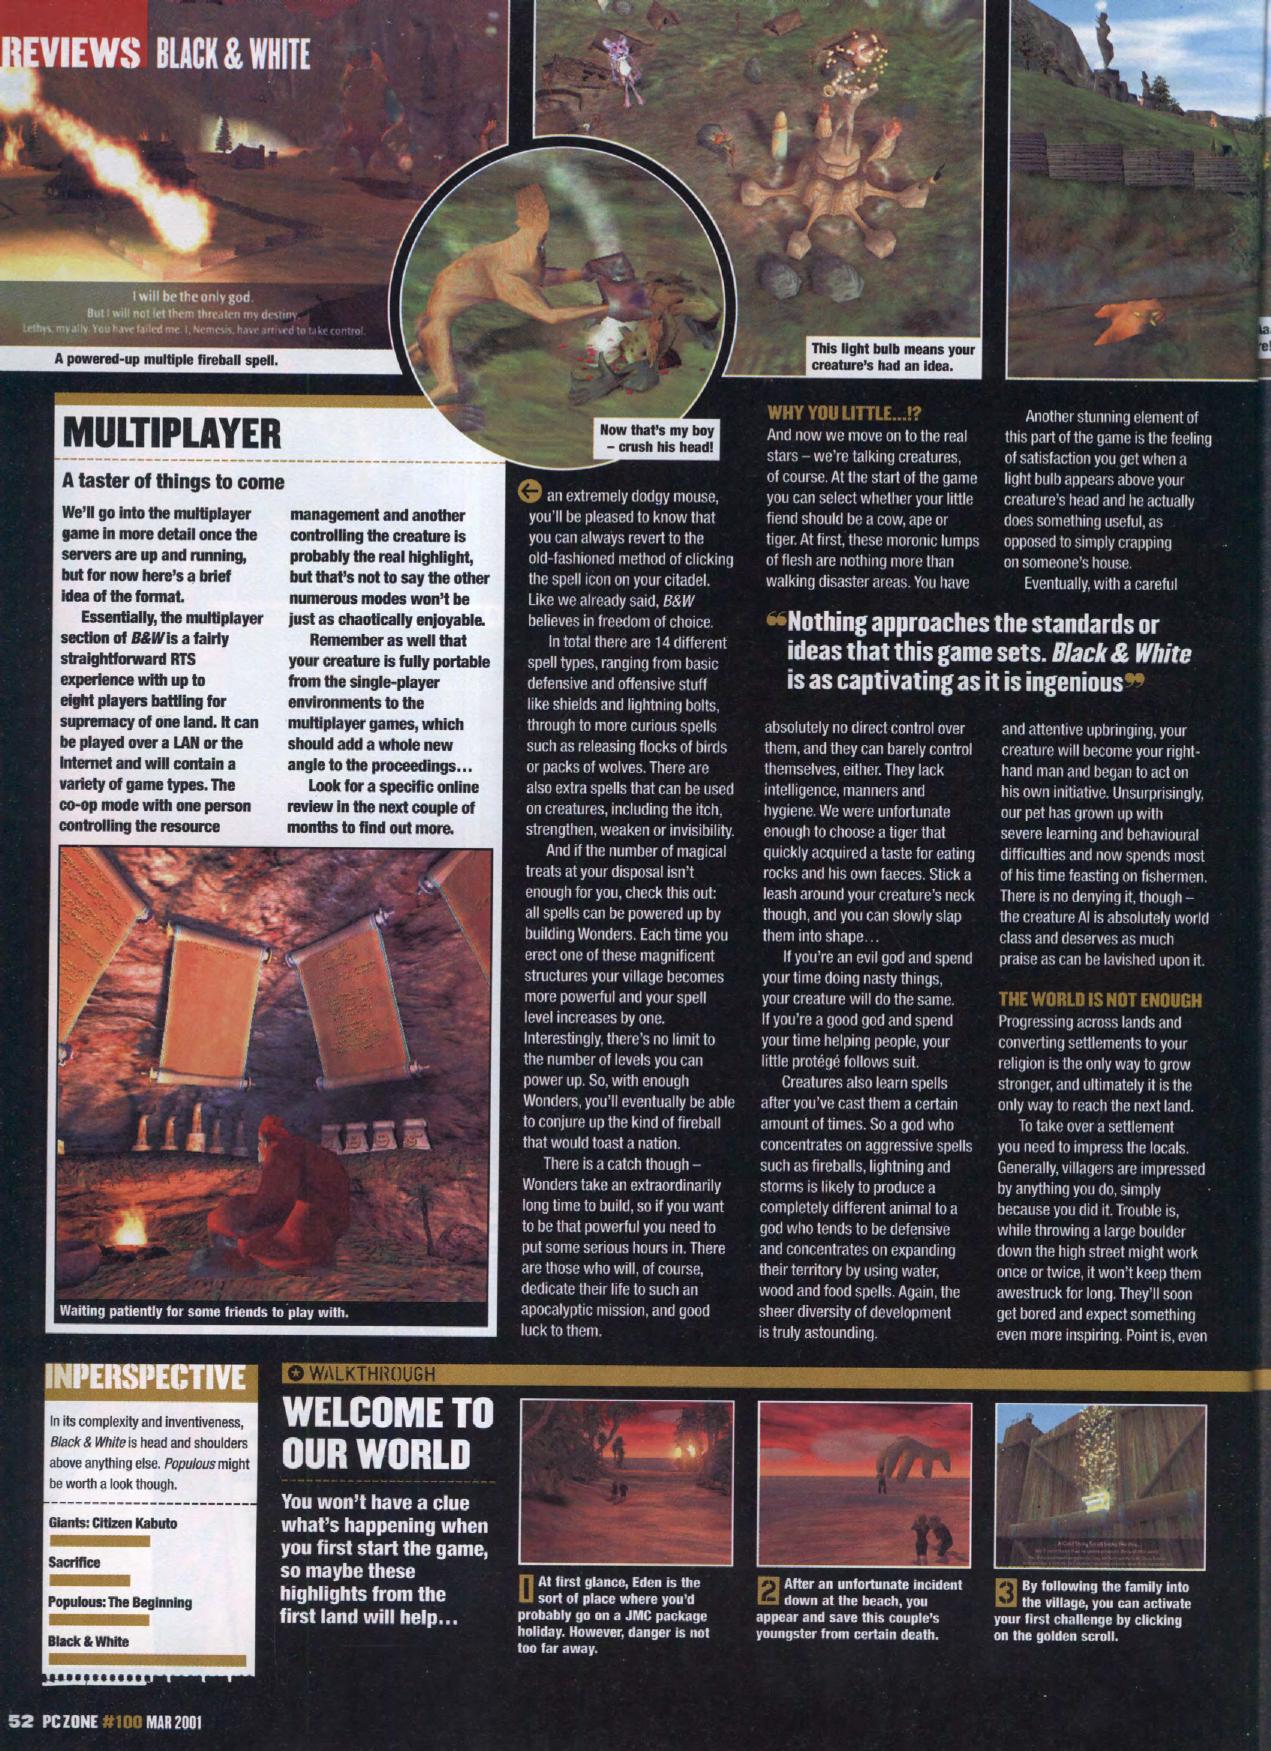 REVIEWS BLACK & WHITE
I will be the only god.
But I will not let them threaten my destiny.
Lethys, my ally. You have failed me. I, Nemesis, have arrived to take control.
A powered-up multiple fireball spell.
Now that's my boy
– crush his head!
This light bulb means your
creature's had an idea.
MULTIPLAYER
A taster of things to come
We'll go into the multiplayer
game in more detail once the
servers are up and running,
but for now here's a brief
idea of the format.
Essentially, the multiplayer
section of B&W is a fairly
straightforward RTS
experience with up to
eight players battling for
supremacy of one land. It can
be played over a LAN or the
Internet and will contain a
variety of game types. The
co-op mode with one person
controlling the resource
management and another
controlling the creature is
probably the real highlight,
but that's not to say the other
numerous modes won't be
just as chaotically enjoyable.
Remember as well that
your creature is fully portable
from the single-player
environments to the
multiplayer games, which
should add a whole new
angle to the proceedings...
Look for a specific online
review in the next couple of
months to find out more.
Waiting patiently for some friends to play with.
an extremely dodgy mouse,
you'll be pleased to know that
you can always revert to the
old-fashioned method of clicking
the spell icon on your citadel.
Like we already said, B&W
believes in freedom of choice.
In total there are 14 different
spell types, ranging from basic
defensive and offensive stuff
like shields and lightning bolts,
through to more curious spells
such as releasing flocks of birds
or packs of wolves. There are
also extra spells that can be used
on creatures, including the itch,
strengthen, weaken or invisibility.
And if the number of magical
treats at your disposal isn't
enough for you, check this out:
all spells can be powered up by
building Wonders. Each time you
erect one of these magnificent
structures your village becomes
more powerful and your spell
level increases by one.
Interestingly, there's no limit to
the number of levels you can
power up. So, with enough
Wonders, you'll eventually be able
to conjure up the kind of fireball
that would toast a nation.
There is a catch though –
Wonders take an extraordinarily
long time to build, so if you want
to be that powerful you need to
put some serious hours in. There
are those who will, of course,
dedicate their life to such an
apocalyptic mission, and good
luck to them.
WHY YOU LITTLE...!?
And now we move on to the real
stars – we're talking creatures,
of course. At the start of the game
you can select whether your little
fiend should be a cow, ape or
tiger. At first, these moronic lumps
of flesh are nothing more than
walking disaster areas. You have
“Nothing approaches the standards or
ideas that this game sets. Black & White
is as captivating as it is ingenious”
absolutely no direct control over
them, and they can barely control
themselves, either. They lack
intelligence, manners and
hygiene. We were unfortunate
enough to choose a tiger that
quickly acquired a taste for eating
rocks and his own faeces. Stick a
leash around your creature's neck
though, and you can slowly slap
them into shape...
If you're an evil god and spend
your time doing nasty things,
your creature will do the same.
If you're a good god and spend
your time helping people, your
little protégé follows suit.
Creatures also learn spells
after you've cast them a certain
amount of times. So a god who
concentrates on aggressive spells
such as fireballs, lightning and
storms is likely to produce a
completely different animal to a
god who tends to be defensive
and concentrates on expanding
their territory by using water,
wood and food spells. Again, the
sheer diversity of development
is truly astounding.
Another stunning element of
this part of the game is the feeling
of satisfaction you get when a
light bulb appears above your
creature's head and he actually
does something useful, as
opposed to simply crapping
on someone's house.
Eventually, with a careful
and attentive upbringing, your
creature will become your right-
hand man and began to act on
his own initiative. Unsurprisingly,
our pet has grown up with
severe learning and behavioural
difficulties and now spends most
of his time feasting on fishermen.
There is no denying it, though –
the creature AI is absolutely world
class and deserves as much
praise as can be lavished upon it.
THE WORLD IS NOT ENOUGH
Progressing across lands and
converting settlements to your
religion is the only way to grow
stronger, and ultimately it is the
only way to reach the next land.
To take over a settlement
you need to impress the locals.
Generally, villagers are impressed
by anything you do, simply
because you did it. Trouble is,
while throwing a large boulder
down the high street might work
once or twice, it won't keep them
awestruck for long. They'll soon
get bored and expect something
even more inspiring. Point is, even
INPERSPECTIVE
In its complexity and inventiveness,
Black & White is head and shoulders
above anything else. Populous might
be worth a look though.
Giants: Citizen Kabuto
Sacrifice
Populous: The Beginning
Black & White
WALKTHROUGH
WELCOME TO
OUR WORLD
You won't have a clue
what's happening when
you first start the game,
so maybe these
highlights from the
first land will help...
1 At first glance, Eden is the
sort of place where you'd
probably go on a JMC package
holiday. However, danger is not
too far away.
2 After an unfortunate incident
down at the beach, you
appear and save this couple's
youngster from certain death.
3 By following the family into
the village, you can activate
your first challenge by clicking
on the golden scroll.
52 PC ZONE #100 MAR 2001